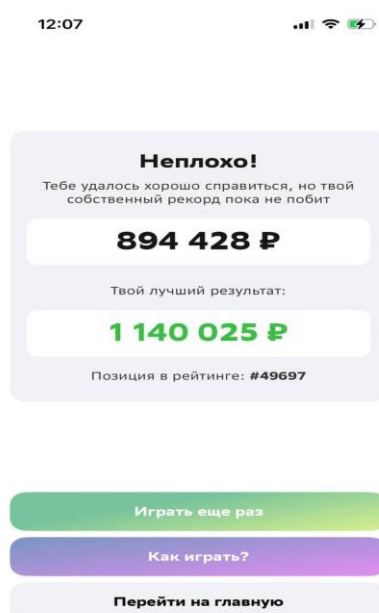 12:07
Неплохо!
Тебе удалось хорошо справиться, но твой
собственный рекорд пока не побит
894 428 ₽
Твой лучший результат:
1 140 025 ₽
Позиция в рейтинге: #49697
Играть еще раз
Как играть?
Перейти на главную